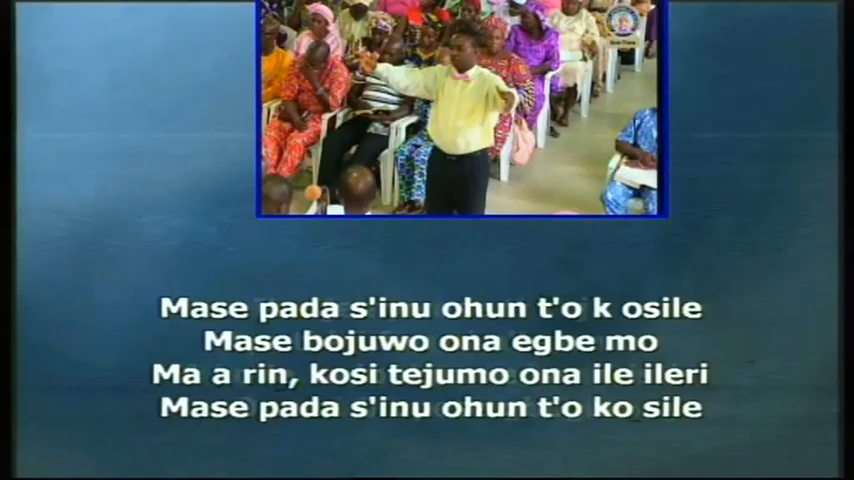 Mase pada s'inu ohun t'o k osile
Mase bojuwo ona egbe mo
Ma a rin, kosi tejumo ona ile ileri
Mase pada s'inu ohun t'o ko sile